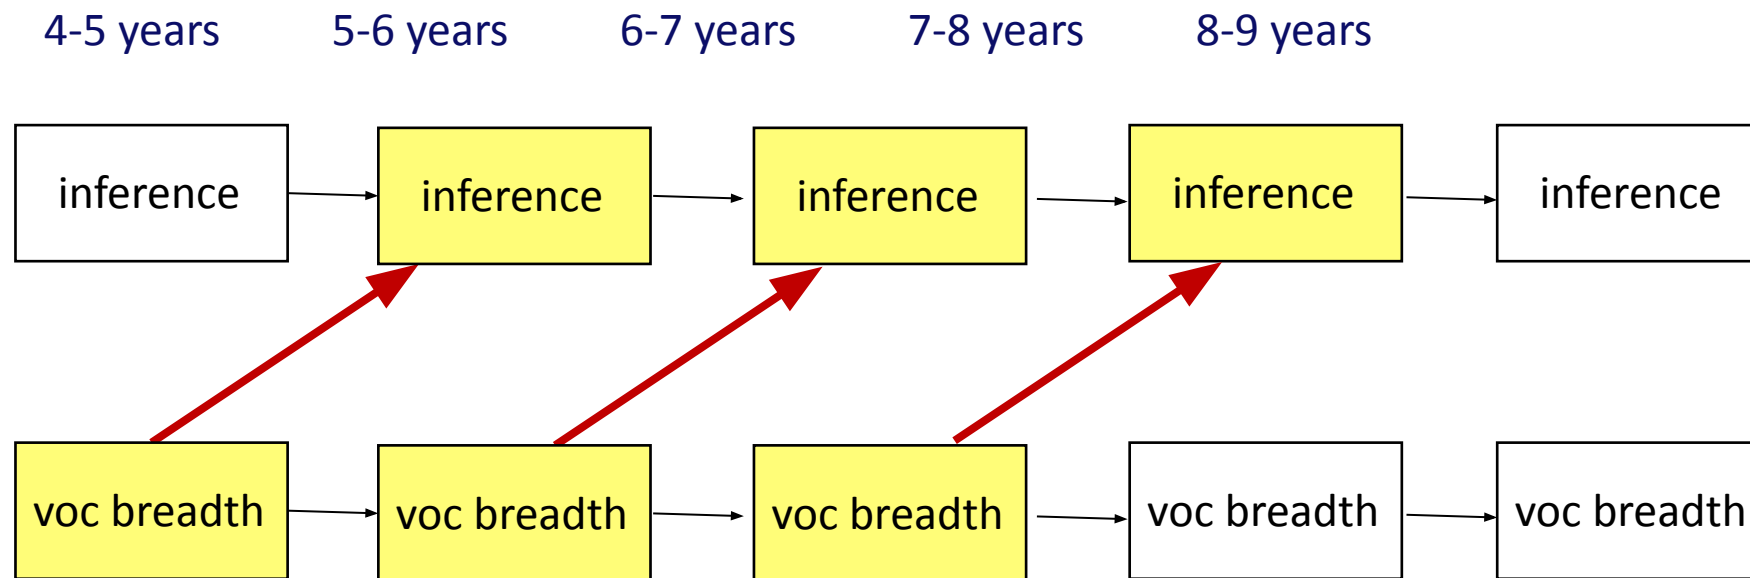 4-5 years 5-6 years 6-7 years 7-8 years 8-9 years
inference inference inference inference inference
voc breadth voc breadth voc breadth voc breadth voc breadth